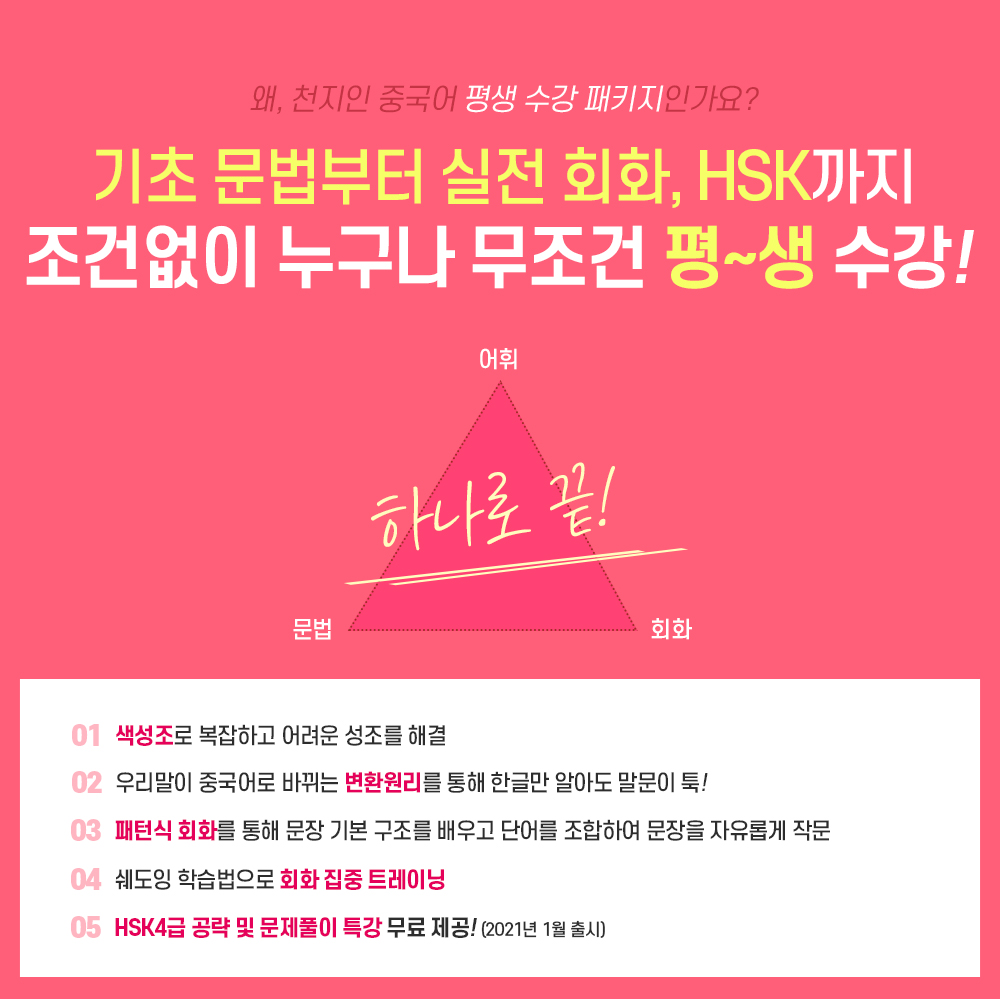 왜, 천지인 중국어 평생 수강 패키지인가요?
기초 문법부터 실전 회화, HSK까지
조건없이 누구나 무조건 평~생 수강!
어휘
하나로 끝!
문법
회화
01 색성조로 복잡하고 어려운 성조를 해결
02 우리말이 중국어로 바뀌는 변환원리를 통해 한글만 알아도 말문이 툭!
03 패턴식 회화를 통해 문장 기본 구조를 배우고 단어를 조합하여 문장을 자유롭게 작문
04 쉐도잉 학습법으로 회화 집중 트레이닝
05 HSK4급 공략 및 문제풀이 특강 무료 제공! (2021년 1월 출시)